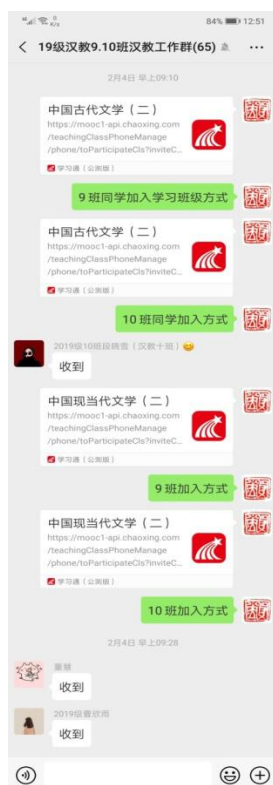 84% 12:51
19级汉教9.10班汉教工作群(65)
2月4日 早上09:10
中国古代文学（二）
https://mooc1-api.chaoxing.com
/teachingClassPhoneManage
/phone/toParticipateCls?inviteC...
学习通（公测版）
9班同学加入学习班级方式
中国古代文学（二）
https://mooc1-api.chaoxing.com
/teachingClassPhoneManage
/phone/toParticipateCls?inviteC...
学习通（公测版）
10班同学加入方式
收到
中国现当代文学（二）
https://mooc1-api.chaoxing.com
/teachingClassPhoneManage
/phone/toParticipateCls?inviteC...
学习通（公测版）
9班加入方式
中国现当代文学（二）
https://mooc1-api.chaoxing.com
/teachingClassPhoneManage
/phone/toParticipateCls?inviteC...
学习通（公测版）
10班加入方式
2月4日 早上09:28
收到
收到